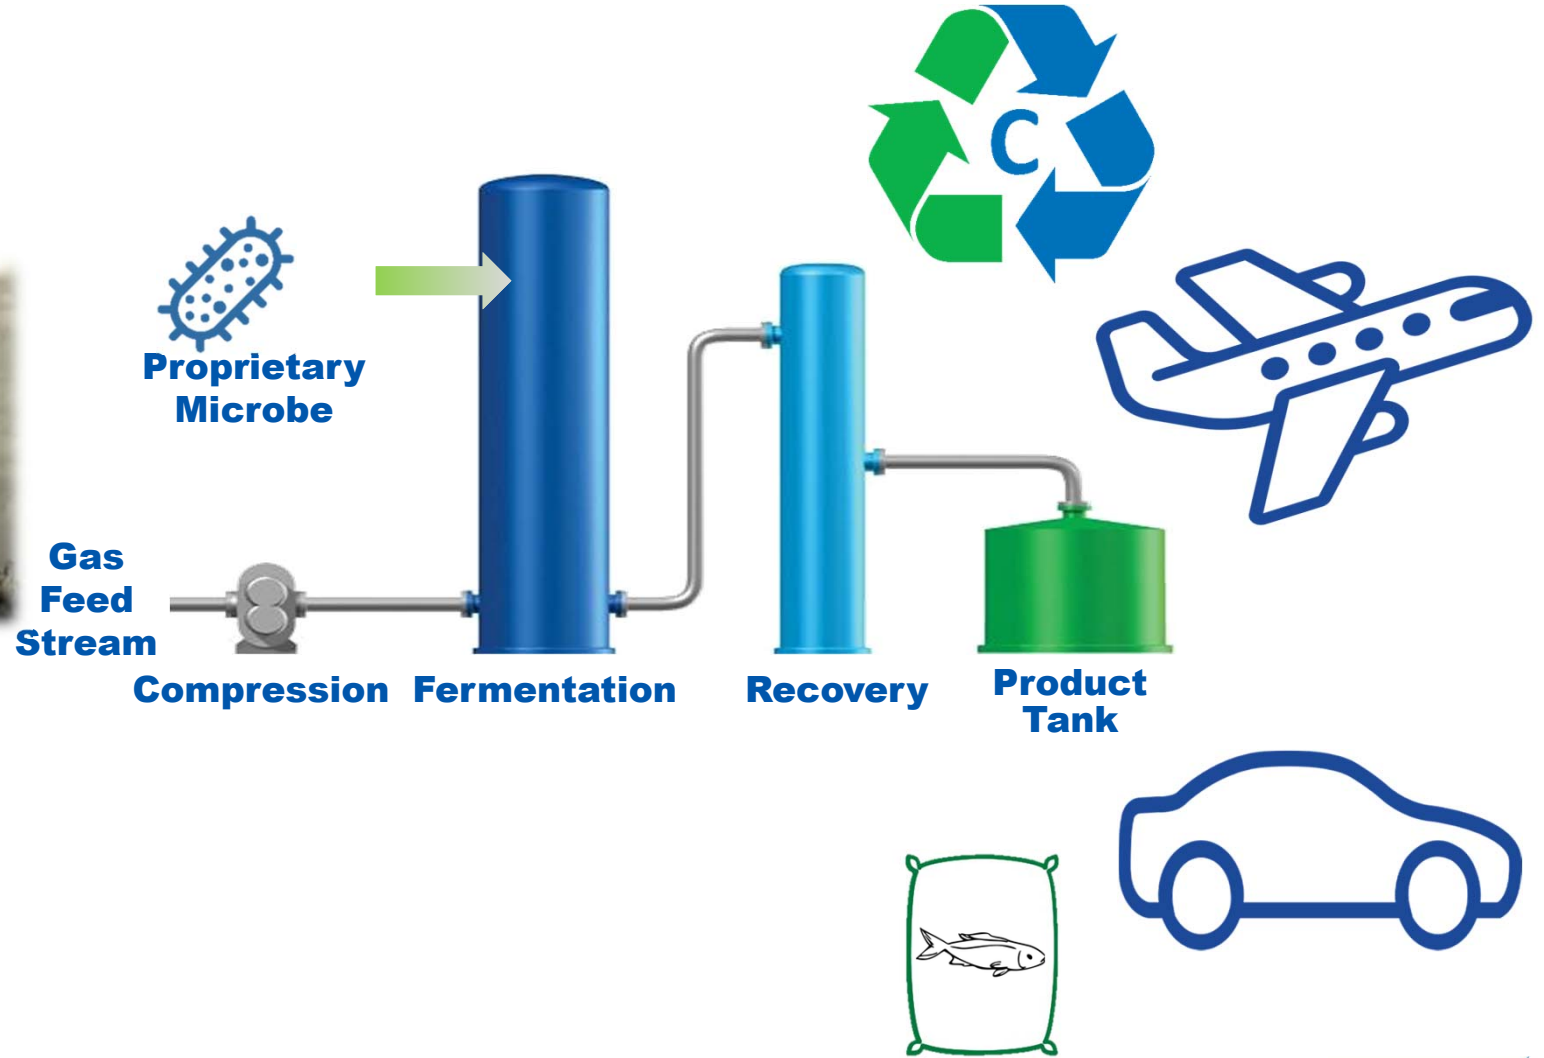 C
Proprietary
Microbe
Gas
Feed
Stream
Compression
Fermentation
Recovery
Product
Tank